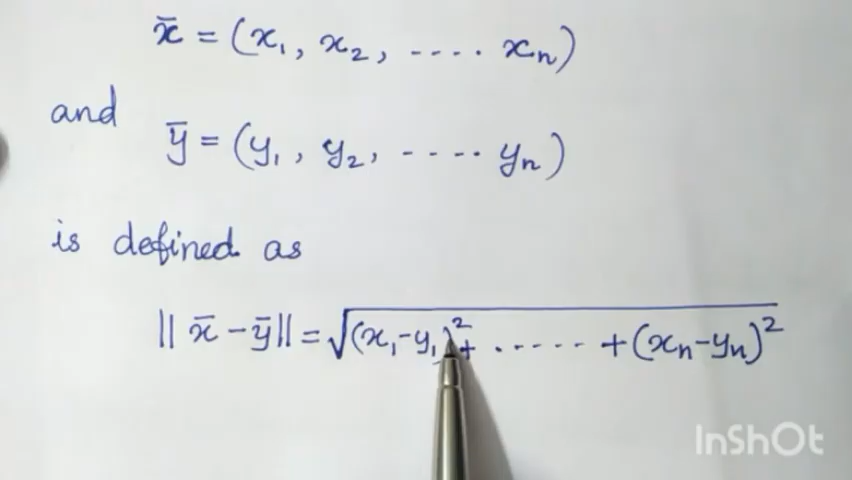 x̄ = (x₁, x₂, ---- xₙ)
and
ȳ = (y₁, y₂, ---- yₙ)
is defined as
|| x̄ - ȳ || = √(x₁-y₁)² + ----- + (xₙ-yₙ)²
InShOt